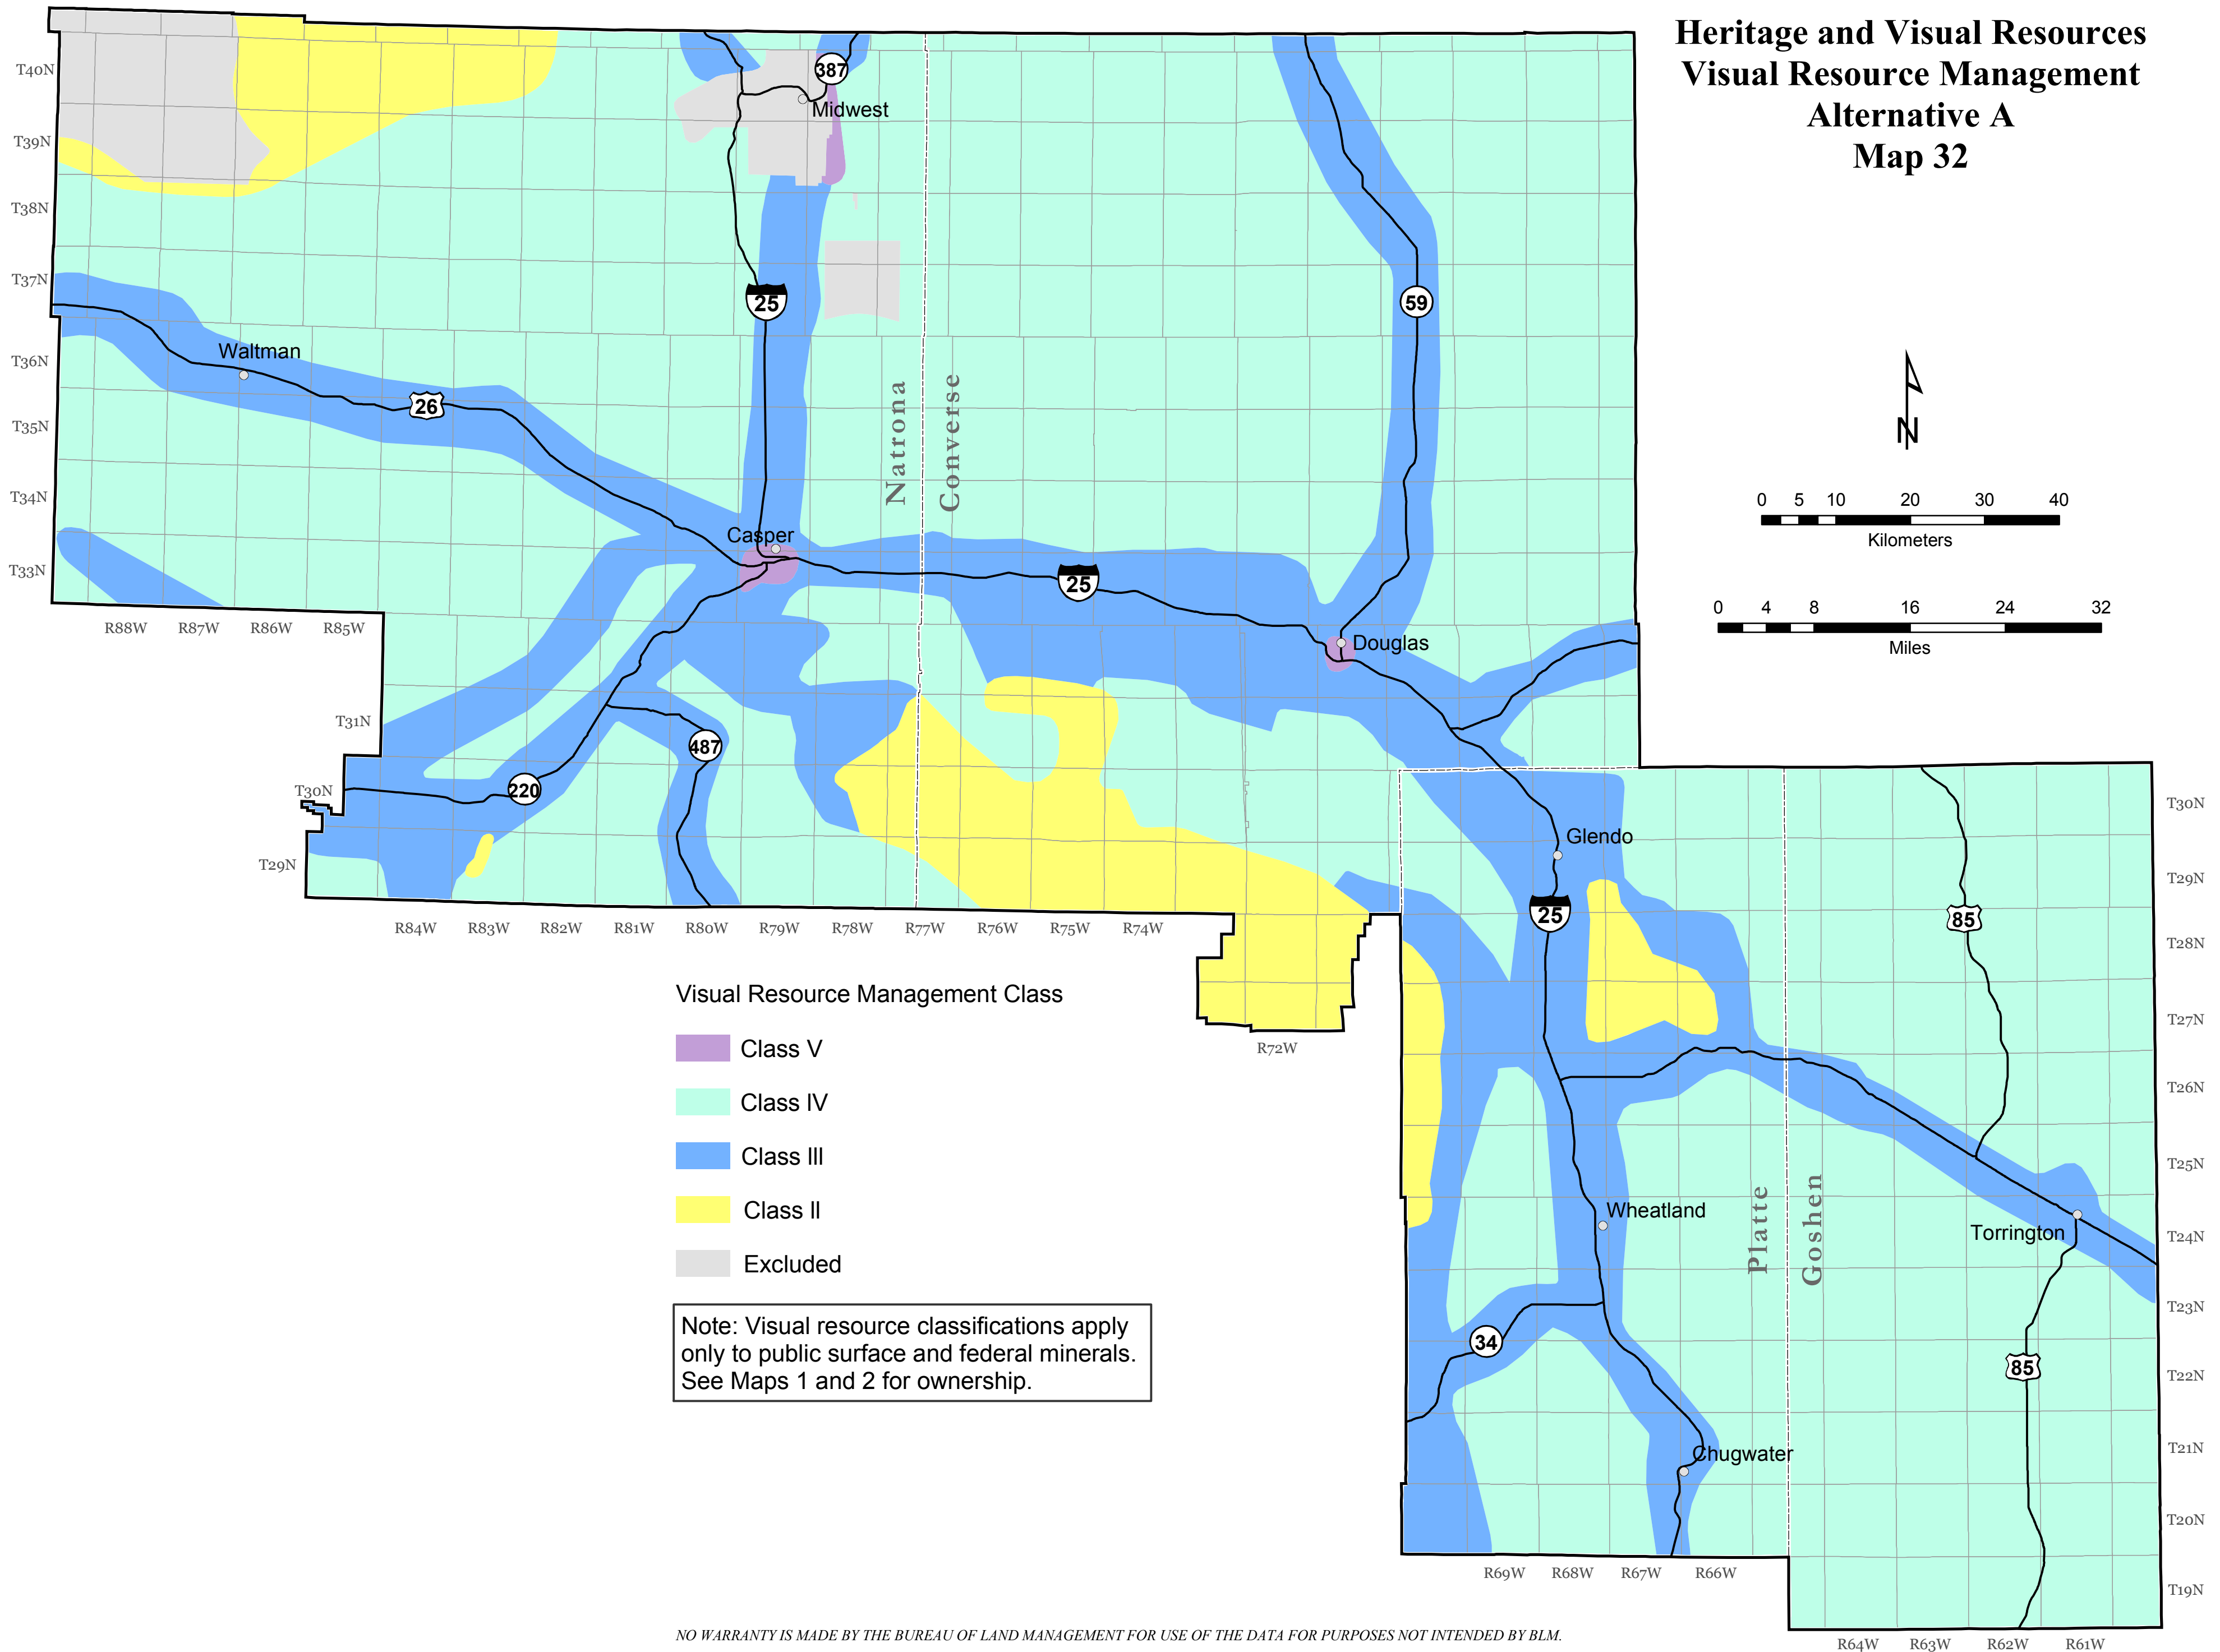 Heritage and Visual Resources
Visual Resource Management
Alternative A
Map 32
T40N
T39N
T38N
T37N
T36N
T35N
T34N
T33N
R88W R87W R86W R85W
T31N
T30N
T29N
R84W R83W R82W R81W R80W R79W R78W R77W R76W R75W R74W
R72W
387
Midwest
25
59
Waltman
26
Natrona
Converse
Casper
25
Douglas
487
220
Glendo
25
85
Wheatland
Platte
Goshen
Torrington
34
85
Chugwater
N
0 5 10 20 30 40
Kilometers
0 4 8 16 24 32
Miles
T30N
T29N
T28N
T27N
T26N
T25N
T24N
T23N
T22N
T21N
T20N
T19N
R69W R68W R67W R66W
R64W R63W R62W R61W
Visual Resource Management Class
Class V
Class IV
Class III
Class II
Excluded
Note: Visual resource classifications apply
only to public surface and federal minerals.
See Maps 1 and 2 for ownership.
NO WARRANTY IS MADE BY THE BUREAU OF LAND MANAGEMENT FOR USE OF THE DATA FOR PURPOSES NOT INTENDED BY BLM.